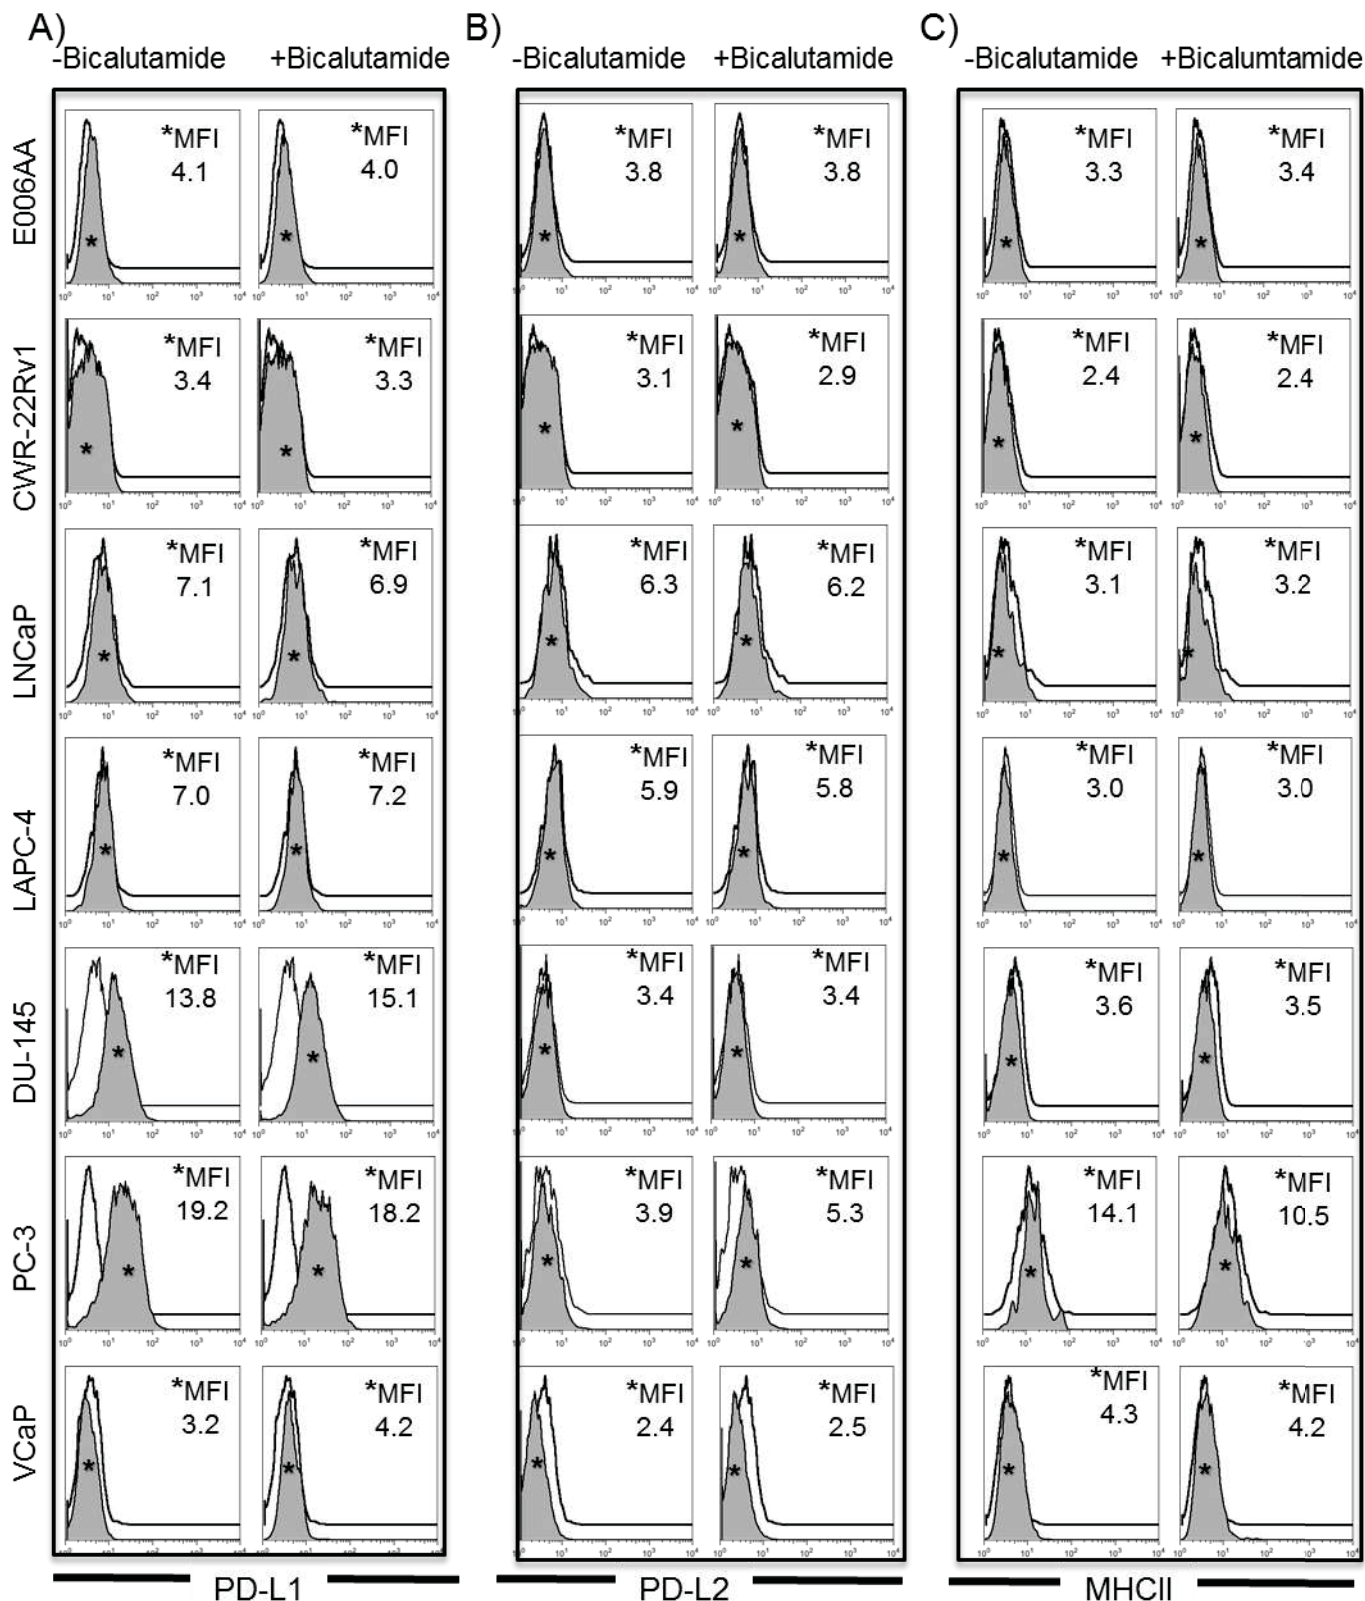 A) B) C)
-Bicalutamide +Bicalutamide -Bicalutamide +Bicalutamide -Bicalutamide +Bicalumtamide
E006AA
*MFI 4.1 *MFI 4.0 *MFI 3.8 *MFI 3.8 *MFI 3.3 *MFI 3.4
CWR-22Rv1
*MFI 3.4 *MFI 3.3 *MFI 3.1 *MFI 2.9 *MFI 2.4 *MFI 2.4
LNCaP
*MFI 7.1 *MFI 6.9 *MFI 6.3 *MFI 6.2 *MFI 3.1 *MFI 3.2
LAPC-4
*MFI 7.0 *MFI 7.2 *MFI 5.9 *MFI 5.8 *MFI 3.0 *MFI 3.0
DU-145
*MFI 13.8 *MFI 15.1 *MFI 3.4 *MFI 3.4 *MFI 3.6 *MFI 3.5
PC-3
*MFI 19.2 *MFI 18.2 *MFI 3.9 *MFI 5.3 *MFI 14.1 *MFI 10.5
VCaP
*MFI 3.2 *MFI 4.2 *MFI 2.4 *MFI 2.5 *MFI 4.3 *MFI 4.2
PD-L1 PD-L2 MHCII